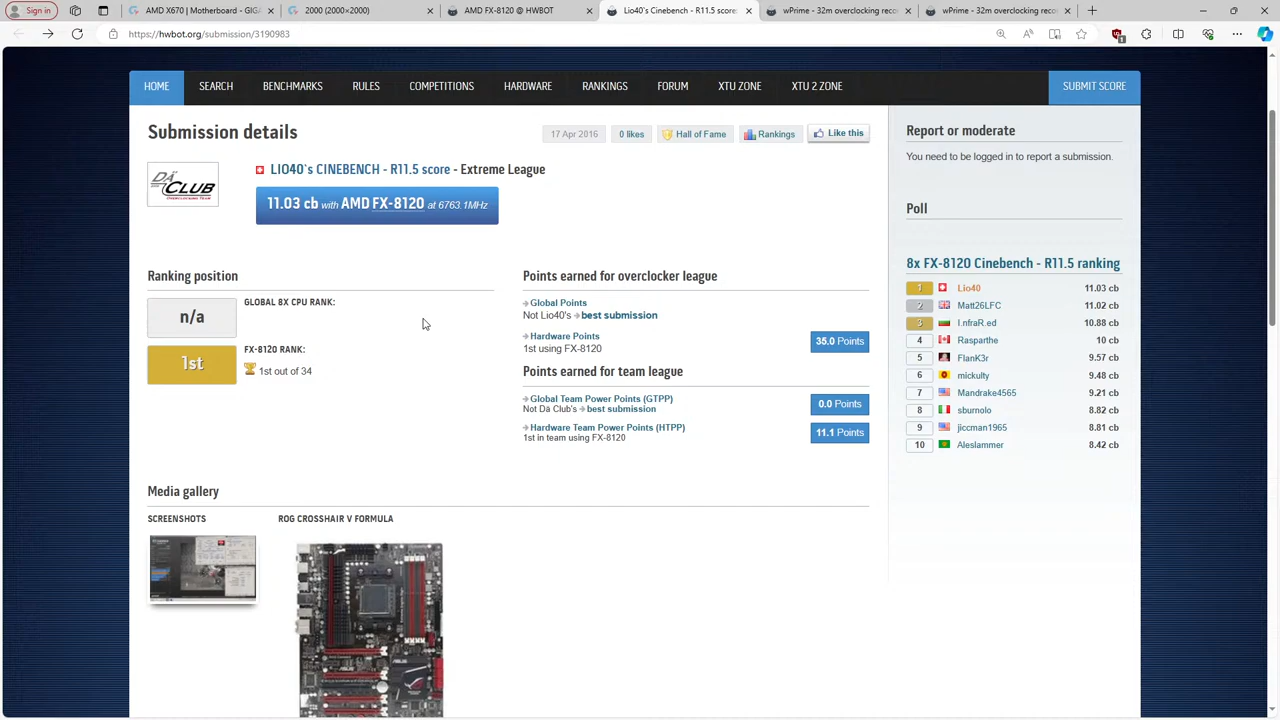 Sign in
AMD X670 | Motherboard - GIGA
2000 (2000×2000)
AMD FX-8120 @ HWBOT
Lio40's Cinebench - R11.5 score
wPrime - 32m overclocking reco
wPrime - 32m overclocking reco
https://hwbot.org/submission/3190983
HOME
SEARCH
BENCHMARKS
RULES
COMPETITIONS
HARDWARE
RANKINGS
FORUM
XTU ZONE
XTU 2 ZONE
SUBMIT SCORE
Submission details
17 Apr 2016
0 likes
Hall of Fame
Rankings
Like this
DÄ CLUB
OVERCLOCKING TEAM
LIO40`s CINEBENCH - R11.5 score - Extreme League
11.03 cb with AMD FX-8120 at 6763.1MHz
Ranking position
n/a
GLOBAL 8X CPU RANK:
1st
FX-8120 RANK:
1st out of 34
Points earned for overclocker league
Global Points
Not Lio40's best submission
Hardware Points
1st using FX-8120
35.0 Points
Points earned for team league
Global Team Power Points (GTPP)
Not Dä Club's best submission
0.0 Points
Hardware Team Power Points (HTPP)
1st in team using FX-8120
11.1 Points
Media gallery
SCREENSHOTS
ROG CROSSHAIR V FORMULA
Report or moderate
You need to be logged in to report a submission.
Poll
8x FX-8120 Cinebench - R11.5 ranking
1 Lio40 11.03 cb
2 Matt26LFC 11.02 cb
3 I.nfraR.ed 10.88 cb
4 Rasparthe 10 cb
5 FlanK3r 9.57 cb
6 mickulty 9.48 cb
7 Mandrake4565 9.21 cb
8 sburnolo 8.82 cb
9 jiccman1965 8.81 cb
10 Aleslammer 8.42 cb